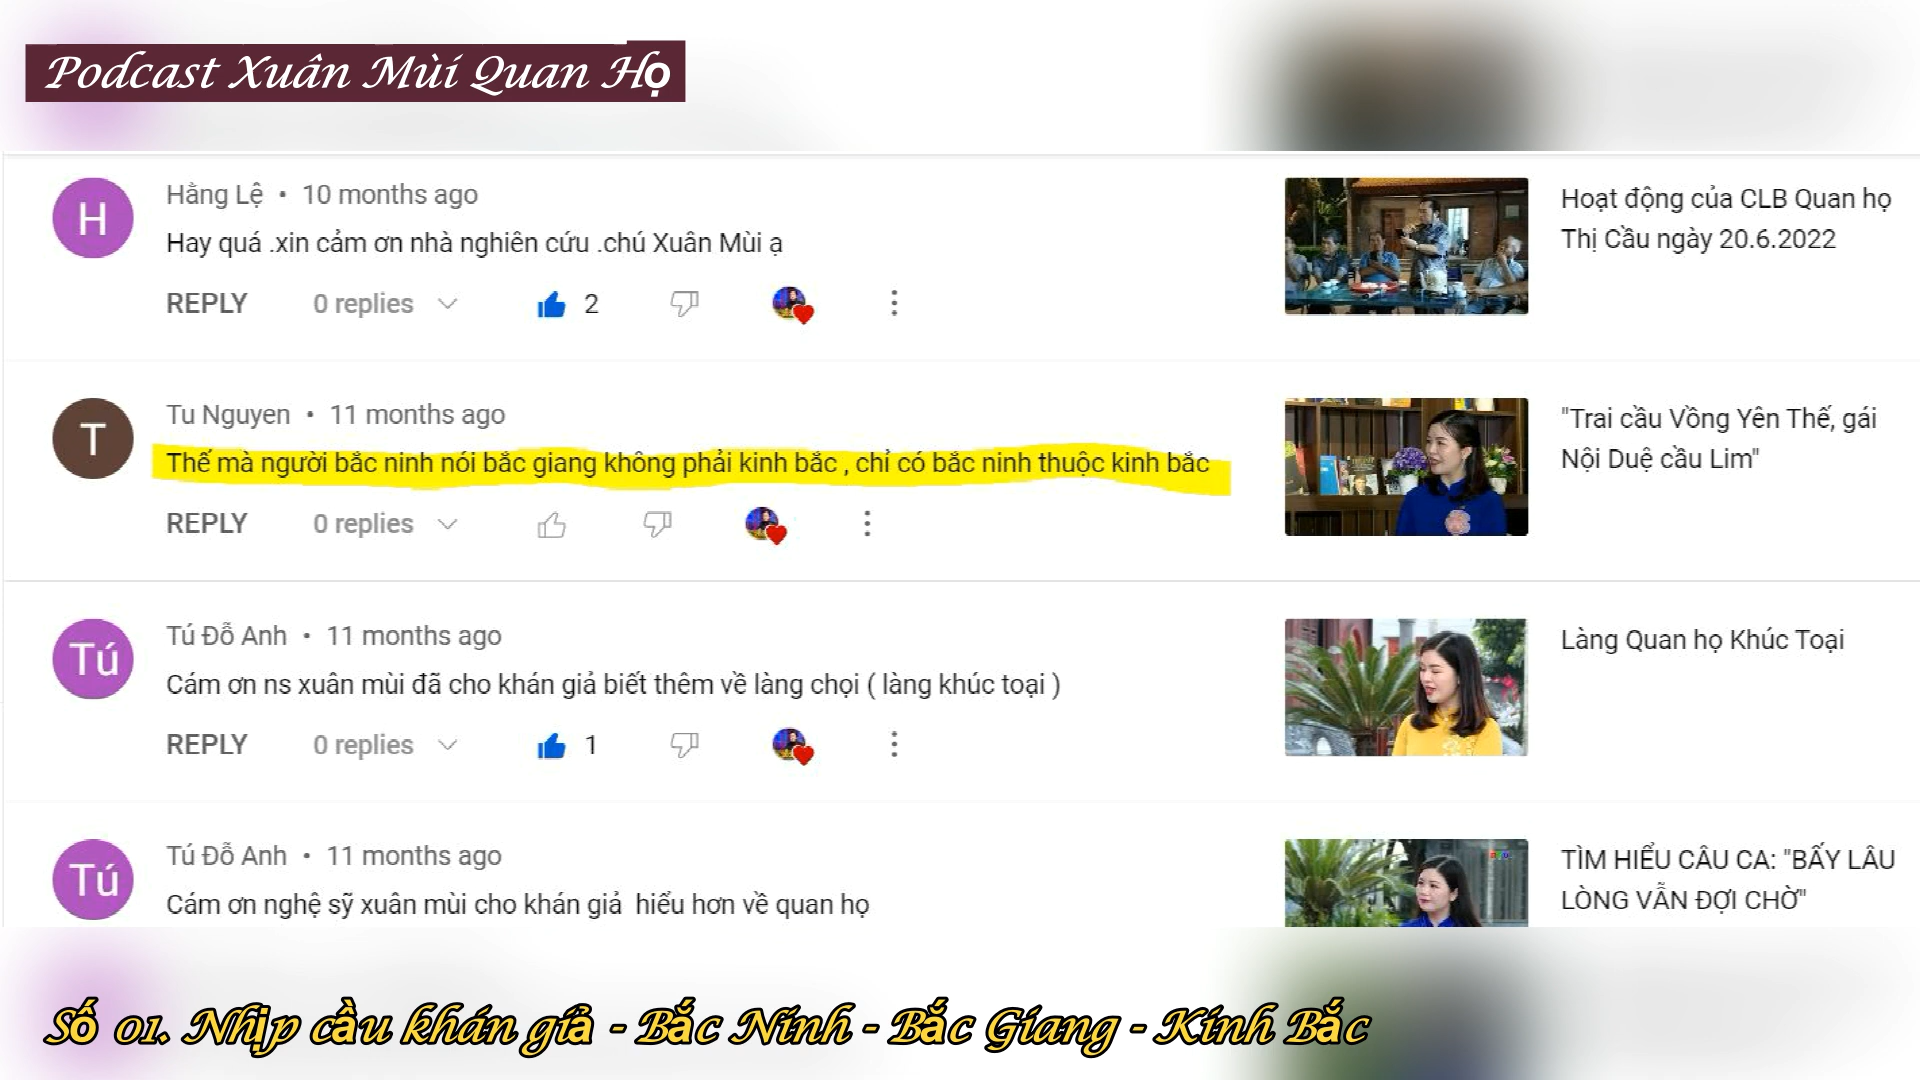 Podcast Xuân Mùi Quan Họ
H
Hằng Lệ • 10 months ago
Hay quá .xin cảm ơn nhà nghiên cứu .chú Xuân Mùi ạ
REPLY 0 replies 2
Hoạt động của CLB Quan họ
Thị Cầu ngày 20.6.2022
T
Tu Nguyen • 11 months ago
Thế mà người bắc ninh nói bắc giang không phải kinh bắc , chỉ có bắc ninh thuộc kinh bắc
REPLY 0 replies
"Trai cầu Vồng Yên Thế, gái
Nội Duệ cầu Lim"
Tú
Tú Đỗ Anh • 11 months ago
Cám ơn ns xuân mùi đã cho khán giả biết thêm về làng chọi ( làng khúc toại )
REPLY 0 replies 1
Làng Quan họ Khúc Toại
Tú
Tú Đỗ Anh • 11 months ago
Cám ơn nghệ sỹ xuân mùi cho khán giả  hiểu hơn về quan họ
TÌM HIỂU CÂU CA: "BẤY LÂU
LÒNG VẪN ĐỢI CHỜ"
Số 01. Nhịp cầu khán giả - Bắc Ninh - Bắc Giang - Kinh Bắc